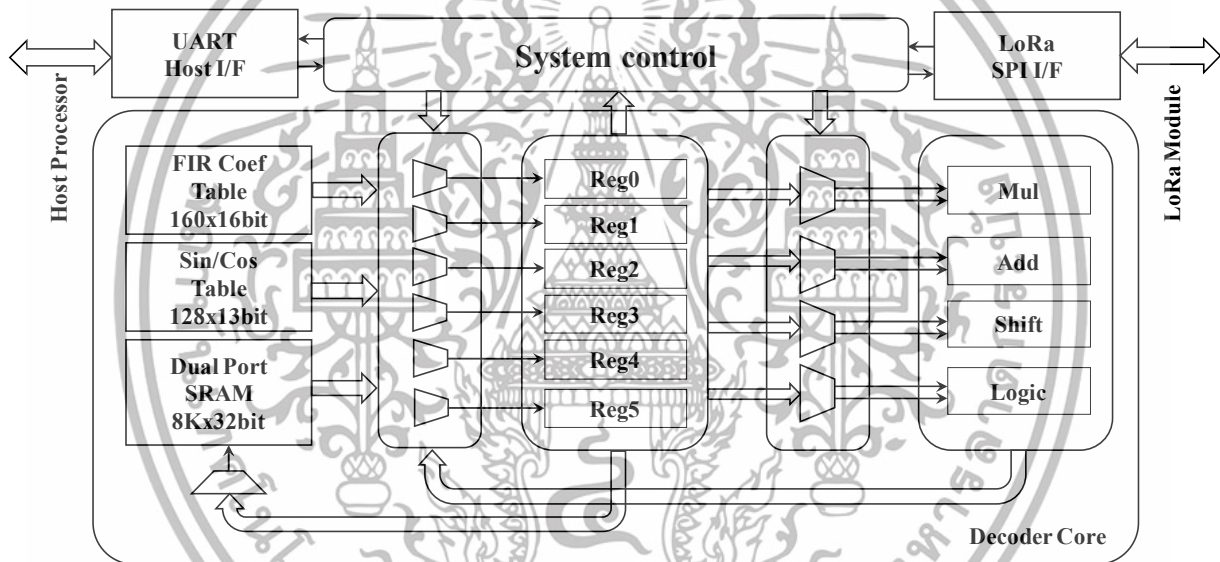 UART
Host I/F
System control
LoRa
SPI I/F
Host Processor
LoRa Module
FIR Coef
Table
160x16bit
Sin/Cos
Table
128x13bit
Dual Port
SRAM
8Kx32bit
Reg0
Reg1
Reg2
Reg3
Reg4
Reg5
Mul
Add
Shift
Logic
Decoder Core